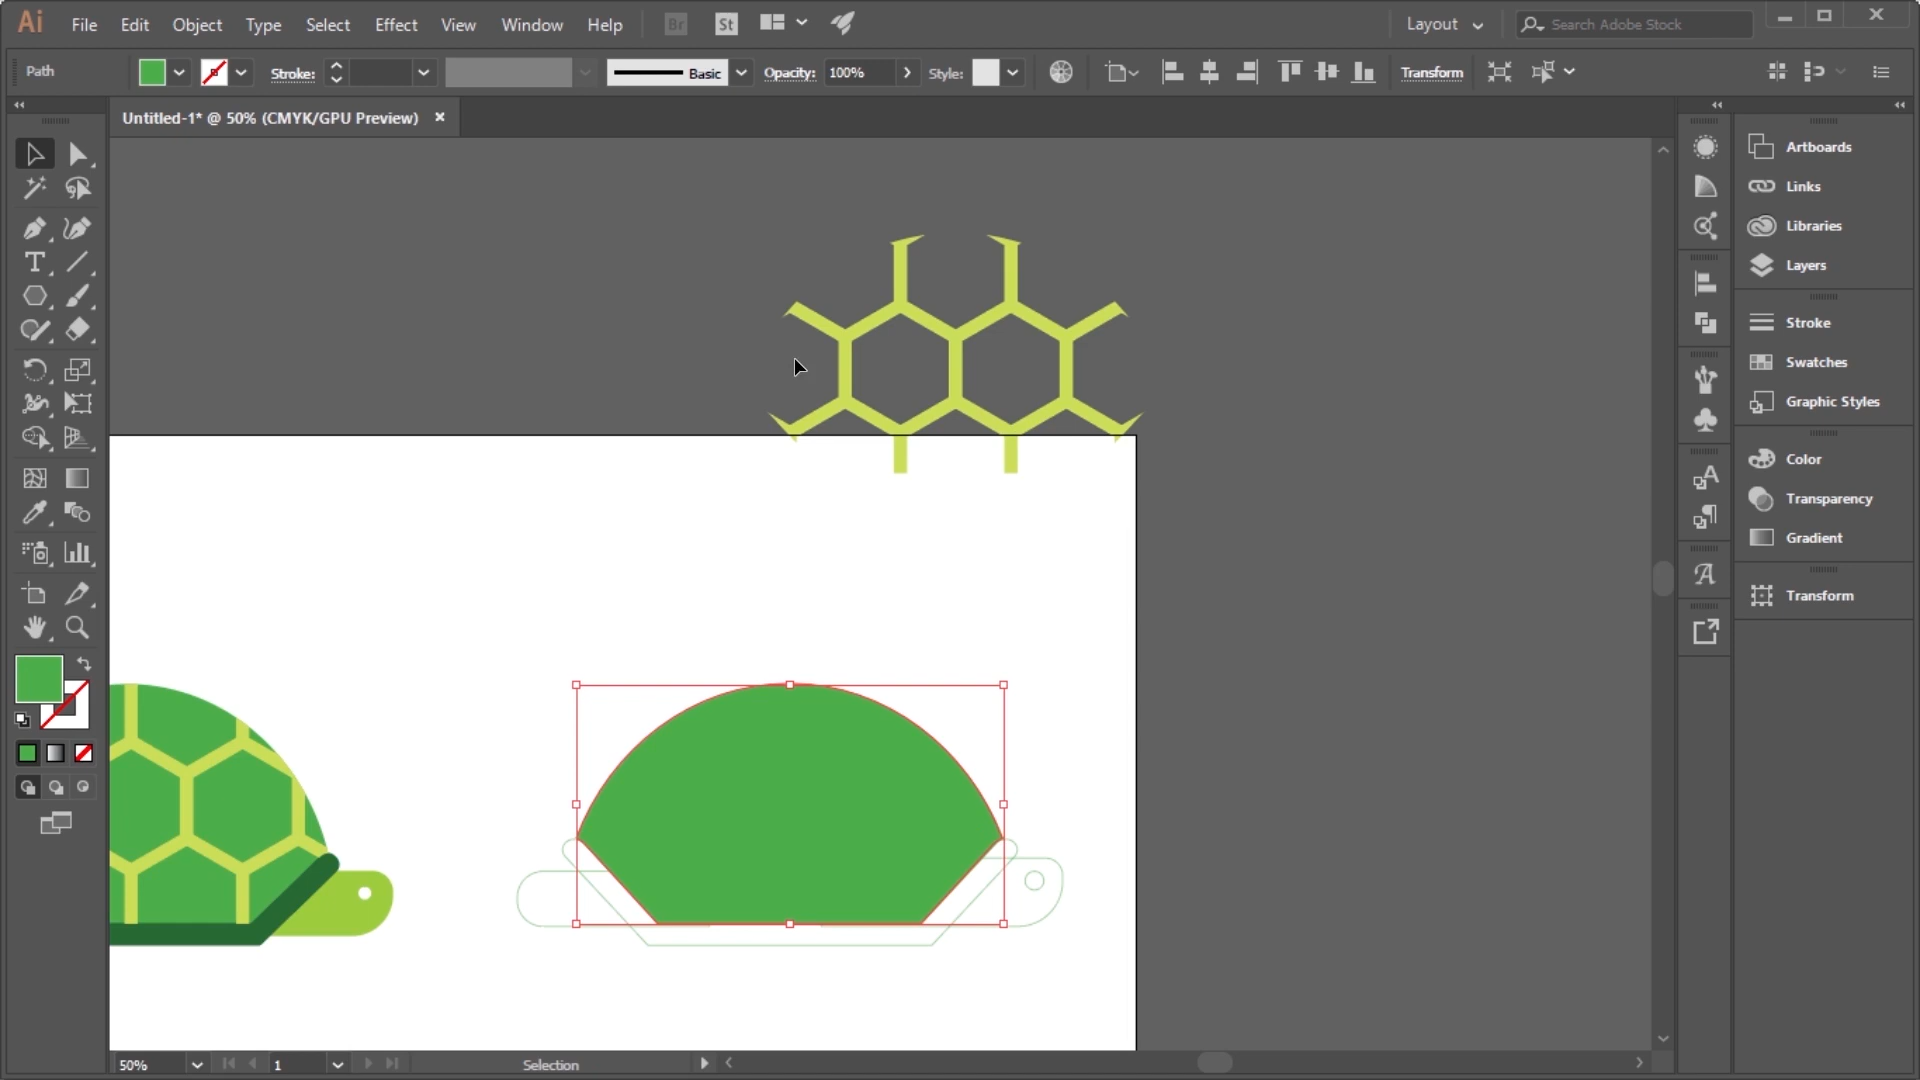 Ai File Edit Object Type Select Effect View Window Help Br St Layout Search Adobe Stock
Path Stroke: Basic Opacity: 100% Style: Transform
Untitled-1* @ 50% (CMYK/GPU Preview)
Artboards
Links
Libraries
Layers
Stroke
Swatches
Graphic Styles
Color
Transparency
Gradient
Transform
50% 1 Selection